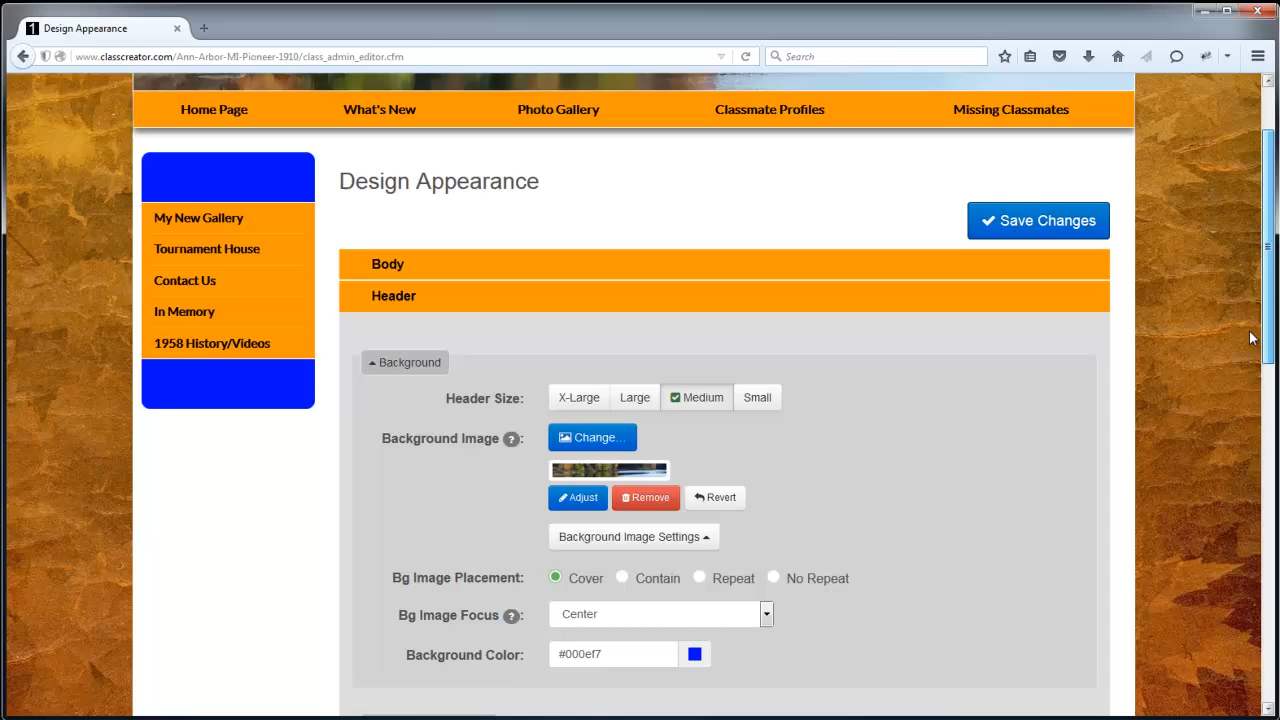 Design Appearance
www.classcreator.com/Ann-Arbor-MI-Pioneer-1910/class_admin_editor.cfm
Search
Home Page What's New Photo Gallery Classmate Profiles Missing Classmates
My New Gallery
Tournament House
Contact Us
In Memory
1958 History/Videos
Design Appearance
Save Changes
Body
Header
Background
Header Size: X-Large Large Medium Small
Background Image ?: Change...
Adjust Remove Revert
Background Image Settings
Bg Image Placement: Cover Contain Repeat No Repeat
Bg Image Focus ?: Center
Background Color: #000ef7